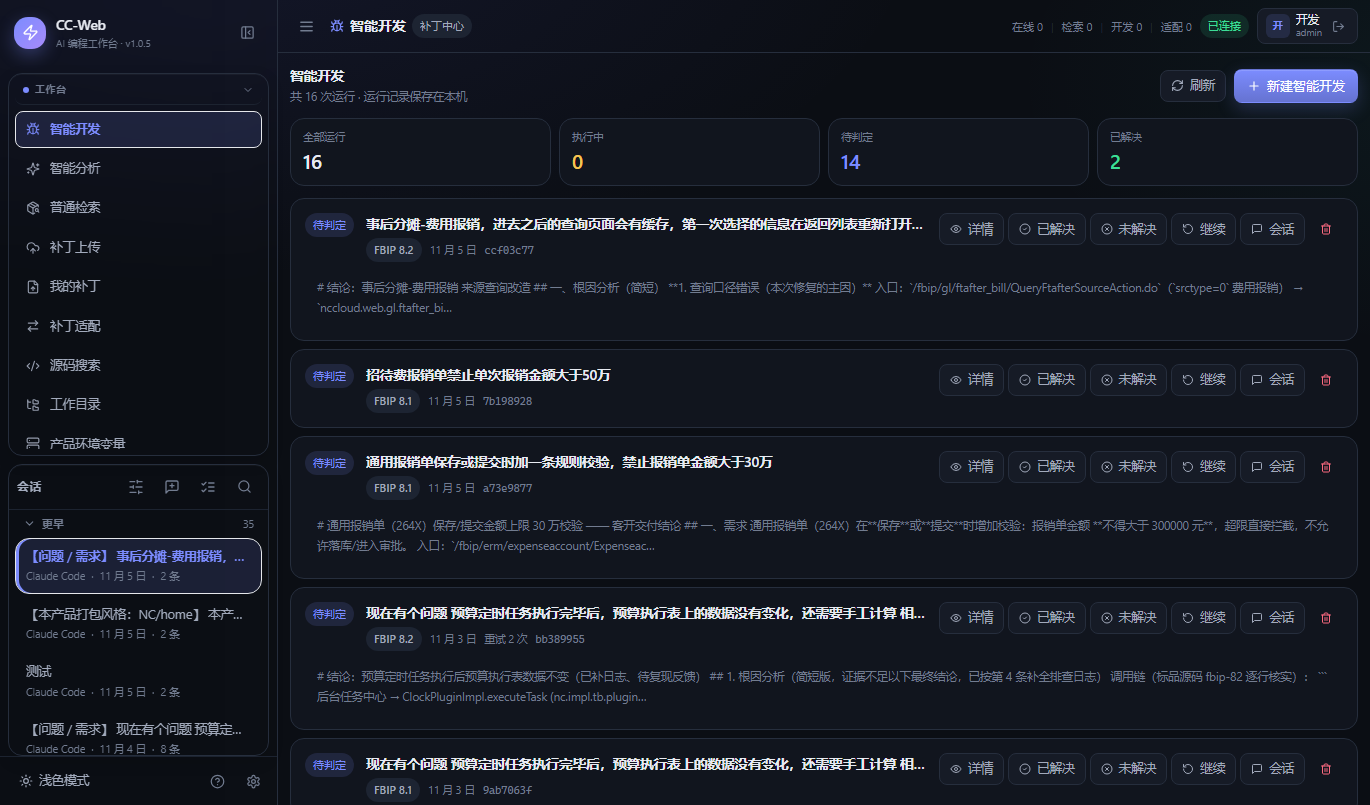 CC-Web
AI 编程工作台 · v1.0.5
工作台
智能开发
智能分析
普通检索
补丁上传
我的补丁
补丁适配
源码搜索
工作目录
产品环境变量
会话
更早 35
【问题 / 需求】 事后分摊-费用报销，...
Claude Code · 11 月 5 日 · 2 条
【本产品打包风格：NC/home】 本产...
Claude Code · 11 月 5 日 · 2 条
测试
Claude Code · 11 月 5 日 · 2 条
【问题 / 需求】 现在有个问题 预算定...
Claude Code · 11 月 4 日 · 8 条
浅色模式
智能开发 补丁中心
在线 0 检索 0 开发 0 适配 0 已连接 开 开发
admin
智能开发
共 16 次运行 · 运行记录保存在本机
刷新 新建智能开发
全部运行 执行中 待判定 已解决
16 0 14 2
待判定 事后分摊-费用报销，进去之后的查询页面会有缓存，第一次选择的信息在返回列表重新打开... 详情 已解决 未解决 继续 会话
FBIP 8.2 11 月 5 日 ccf03c77
# 结论：事后分摊-费用报销 来源查询改造 ## 一、根因分析（简短） **1. 查询口径错误（本次修复的主因）** 入口：`/fbip/gl/ftafter_bill/QueryFtafterSourceAction.do`（`srctype=0` 费用报销） →
`nccloud.web.gl.ftafter_bi...
待判定 招待费报销单禁止单次报销金额大于50万 详情 已解决 未解决 继续 会话
FBIP 8.1 11 月 5 日 7b198928
待判定 通用报销单保存或提交时加一条规则校验，禁止报销单金额大于30万 详情 已解决 未解决 继续 会话
FBIP 8.1 11 月 5 日 a73e9877
# 通用报销单（264X）保存/提交金额上限 30 万校验 —— 客开交付结论 ## 一、需求 通用报销单（264X）在**保存**或**提交**时增加校验：报销单金额 **不得大于 300000 元**，超限直接拦截，不允
许落库/进入审批。 入口：`/fbip/erm/expenseaccount/Expenseac...
待判定 现在有个问题 预算定时任务执行完毕后，预算执行表上的数据没有变化，还需要手工计算 相... 详情 已解决 未解决 继续 会话
FBIP 8.2 11 月 3 日 重试 2 次 bb389955
# 结论：预算定时任务执行后预算执行表数据不变（已补日志、待复现反馈） ## 1. 根因分析（简短版，证据不足以下最终结论，已按第 4 条补全排查日志） 调用链（标品源码 fbip-82 逐行核实）： ```
后台任务中心 → ClockPluginImpl.executeTask (nc.impl.tb.plugin...
待判定 现在有个问题 预算定时任务执行完毕后，预算执行表上的数据没有变化，还需要手工计算 相... 详情 已解决 未解决 继续 会话
FBIP 8.1 11 月 3 日 9ab7063f